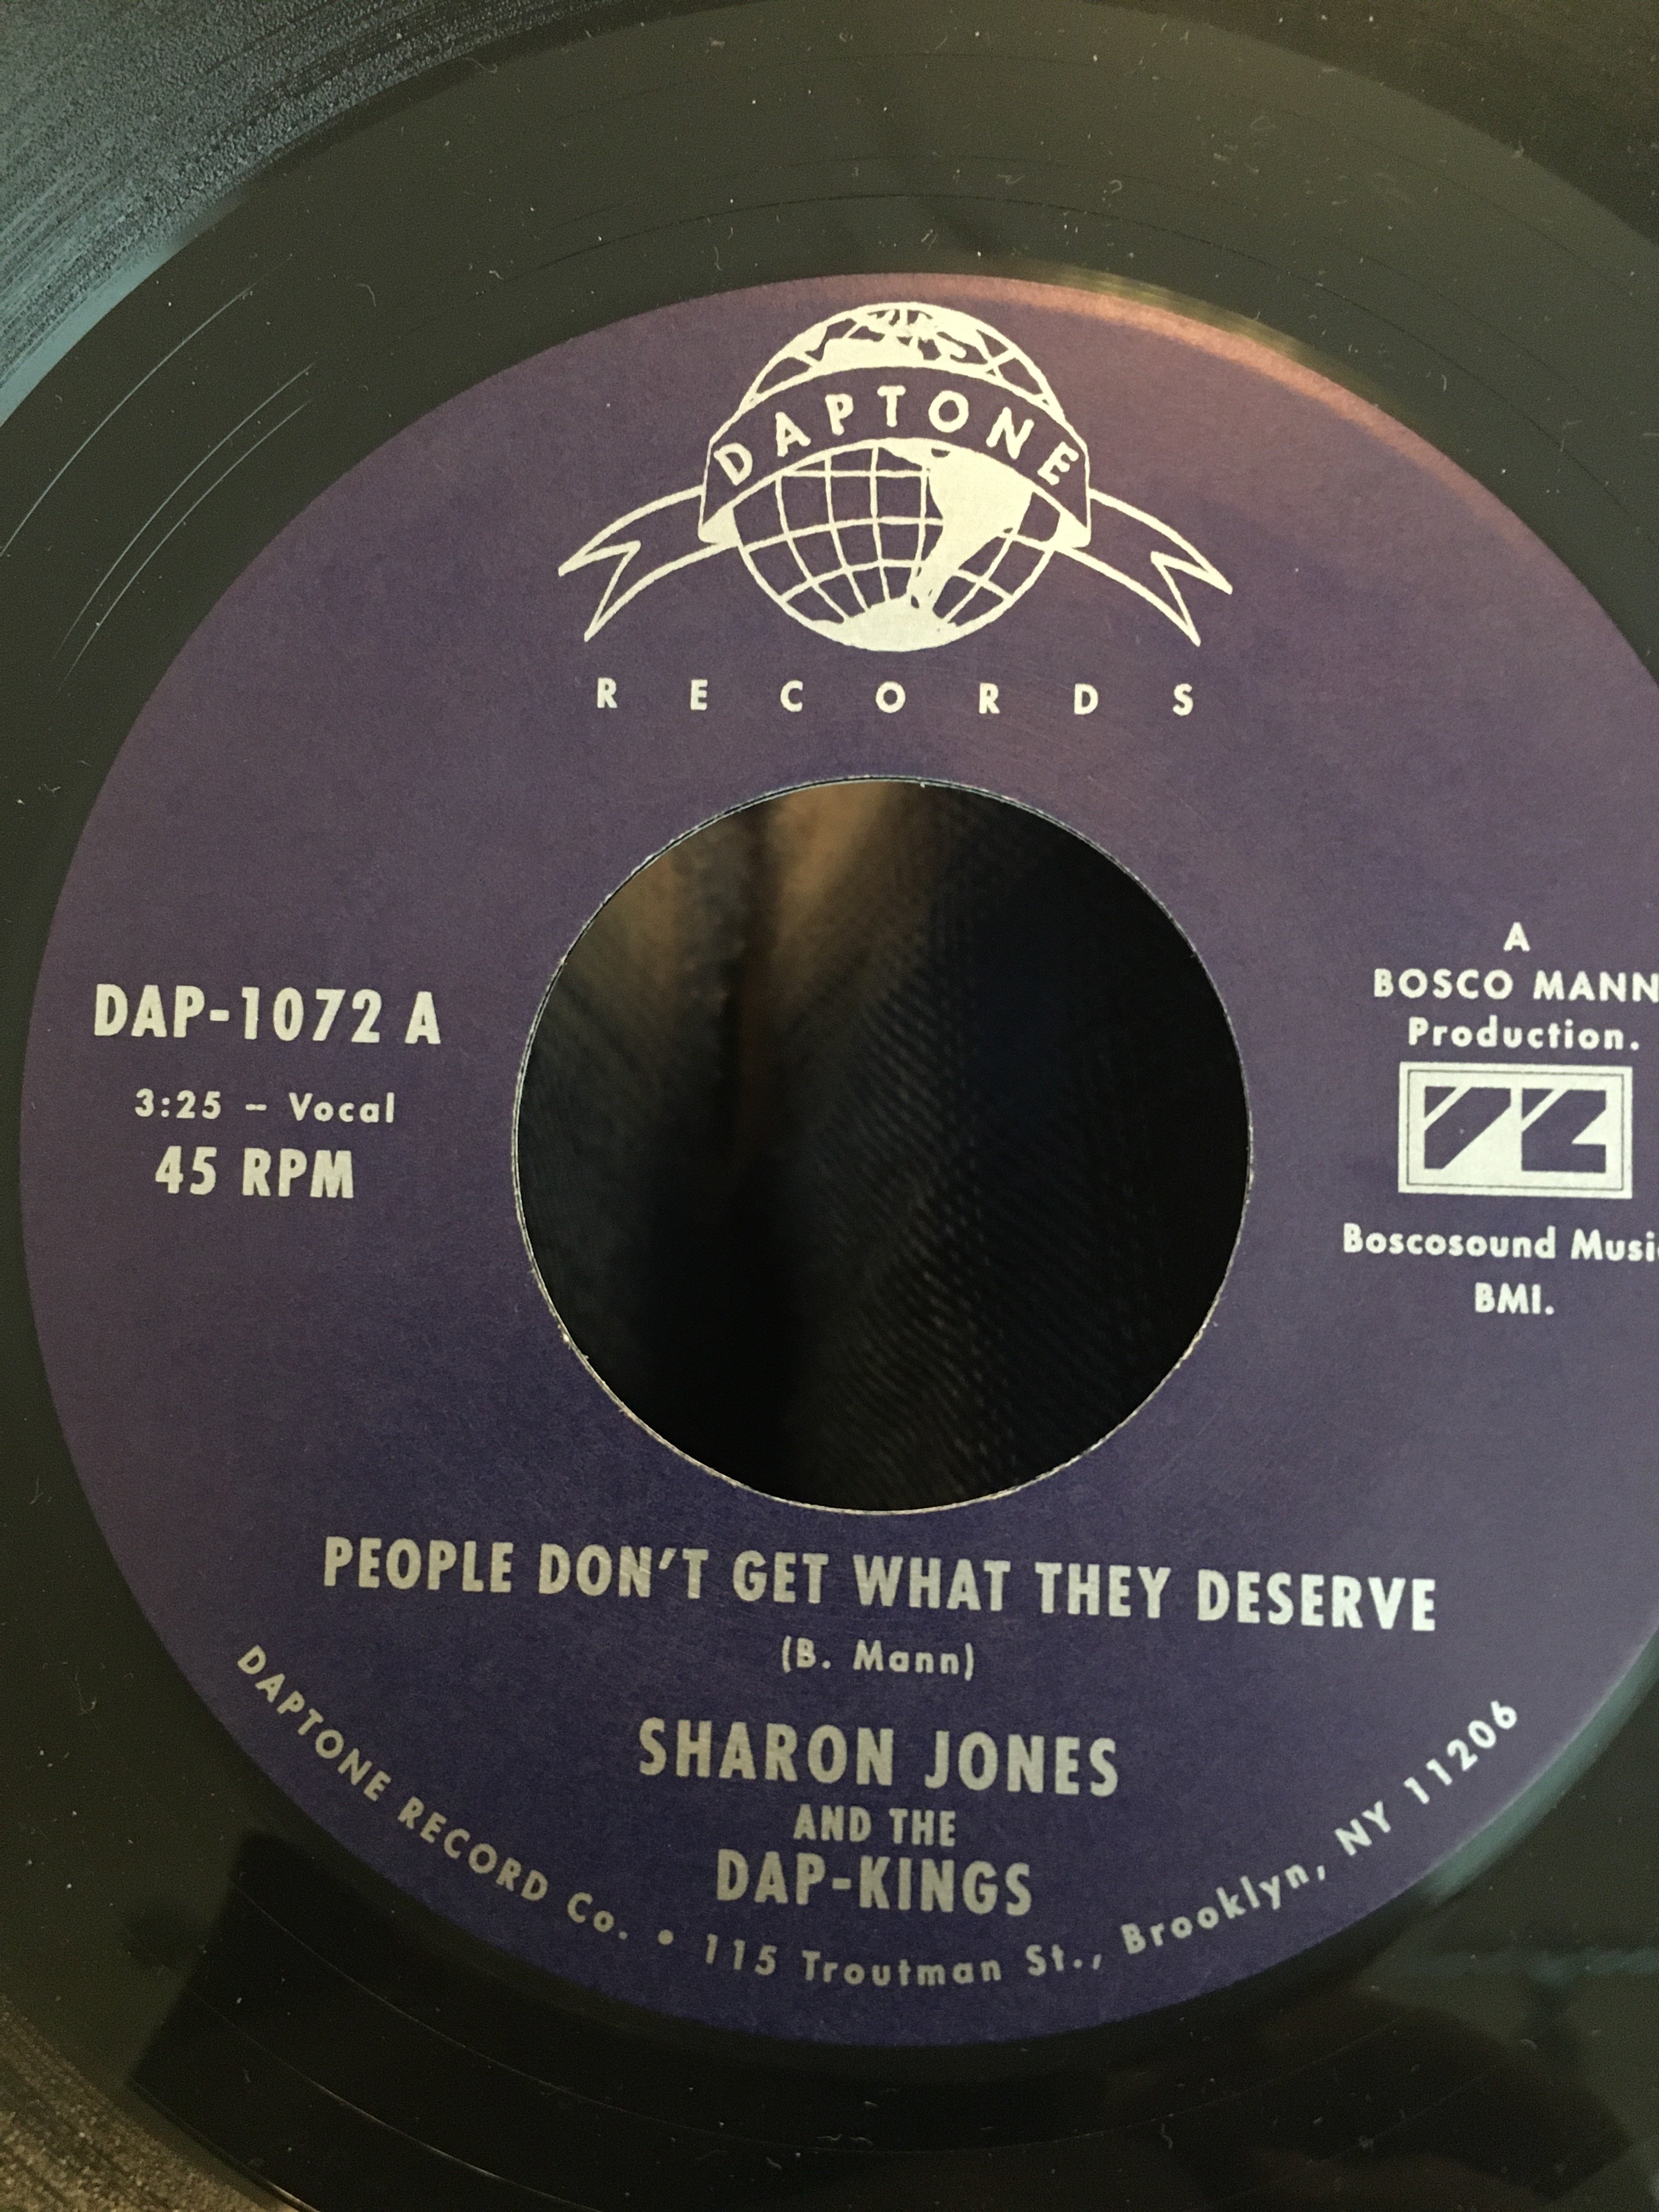 DAPTONE
RECORDS
DAP-1072 A
3:25 – Vocal
45 RPM
A
BOSCO MANN
Production.
Boscosound
BMI.
PEOPLE DON'T GET WHAT THEY DESERVE
(B. Mann)
SHARON JONES
AND THE
DAP-KINGS
DAPTONE RECORD Co. • 115 Troutman St., Brooklyn, NY 11206